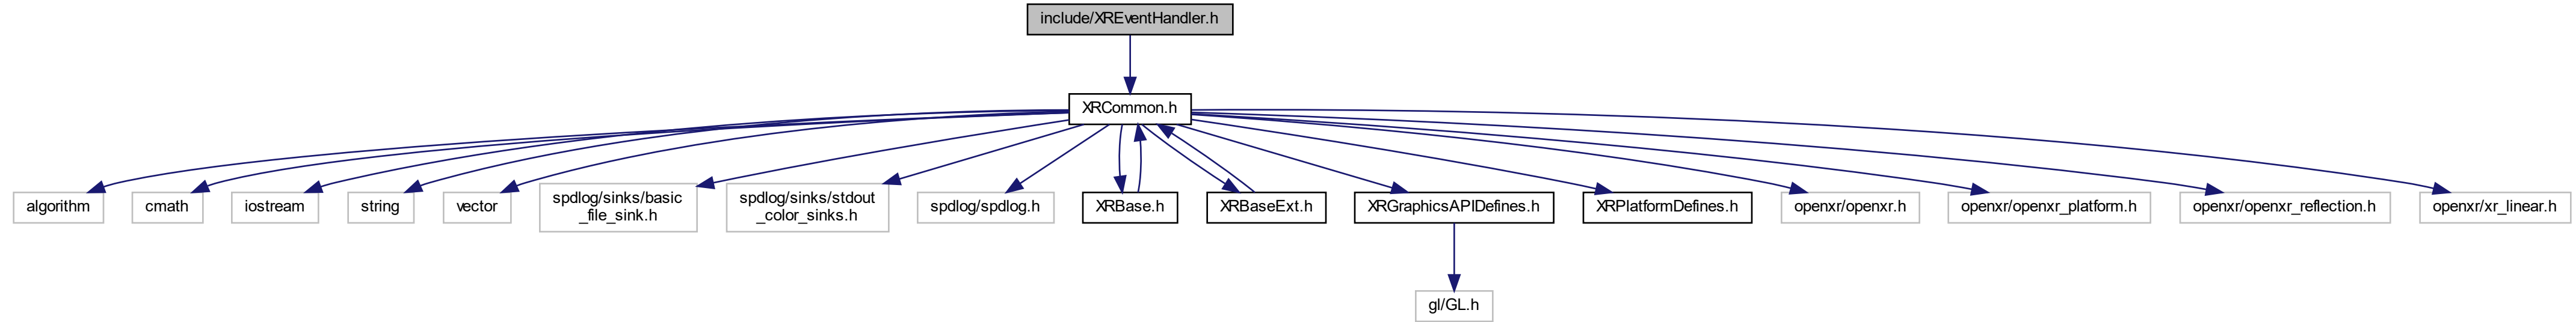 include/XREventHandler.h
XRCommon.h
algorithm
cmath
iostream
string
vector
spdlog/sinks/basic
_file_sink.h
spdlog/sinks/stdout
_color_sinks.h
spdlog/spdlog.h
XRBase.h
XRBaseExt.h
XRGraphicsAPIDefines.h
XRPlatformDefines.h
openxr/openxr.h
openxr/openxr_platform.h
openxr/openxr_reflection.h
openxr/xr_linear.h
gl/GL.h